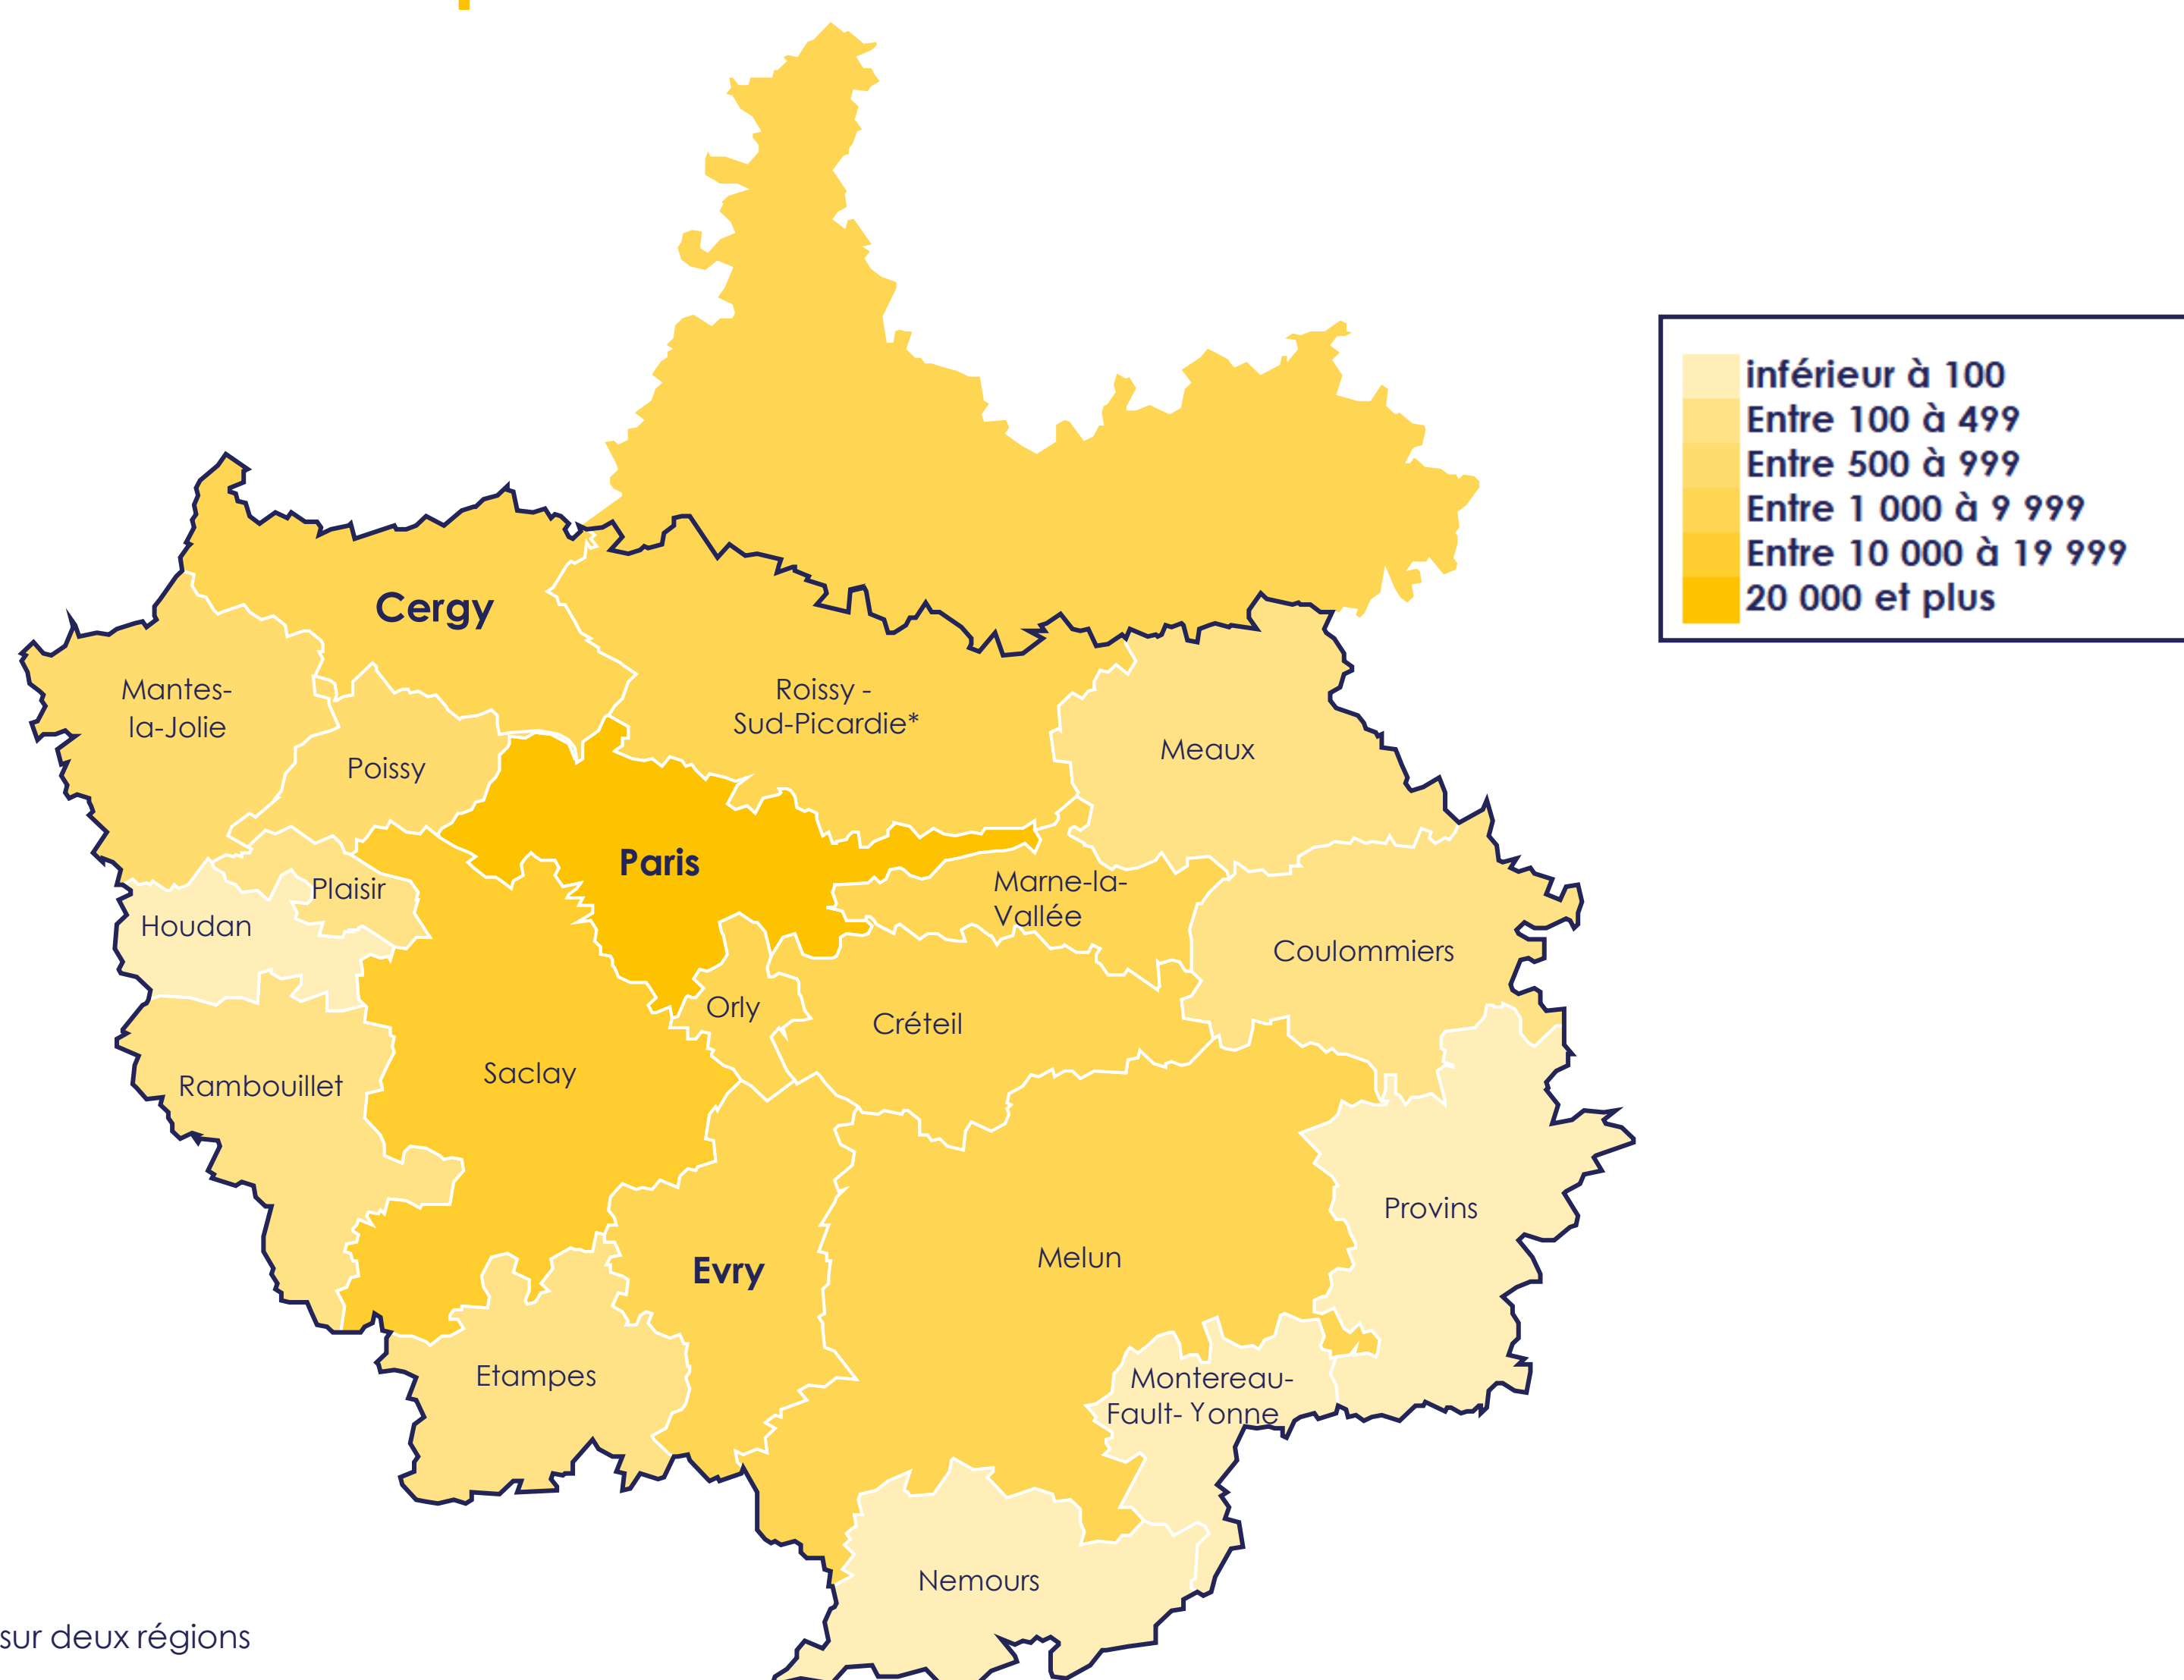 inférieur à 100
Entre 100 à 499
Entre 500 à 999
Entre 1 000 à 9 999
Entre 10 000 à 19 999
20 000 et plus
Cergy
Mantes-
la-Jolie
Roissy -
Sud-Picardie*
Meaux
Poissy
Paris
Plaisir
Marne-la-
Vallée
Houdan
Coulommiers
Orly
Créteil
Saclay
Rambouillet
Provins
Melun
Evry
Etampes
Montereau-
Fault- Yonne
Nemours
sur deux régions